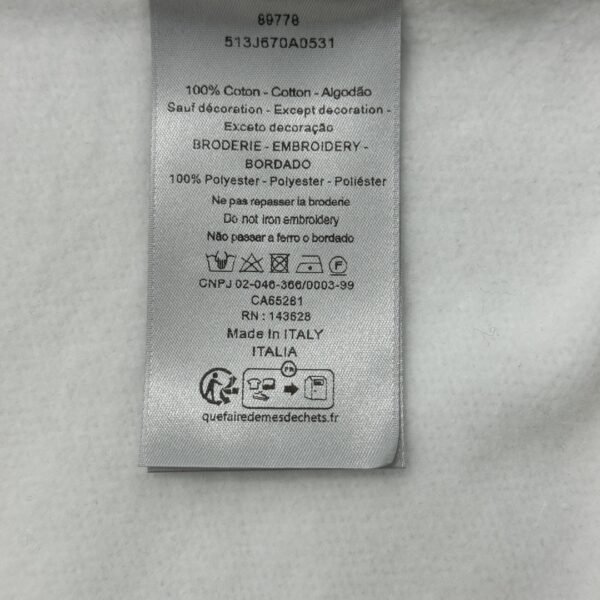 89778
513J670A0531
100% Coton - Cotton - Algodão
Sauf décoration - Except decoration -
Exceto decoração
BRODERIE - EMBROIDERY -
BORDADO
100% Polyester - Polyester - Poliéster
Ne pas repasser la broderie
Do not iron embroidery
Não passar a ferro o bordado
CNPJ 02-046-366/0003-99
CA65261
RN : 143628
Made In ITALY
ITALIA
FR
quefairedemesdechets.fr